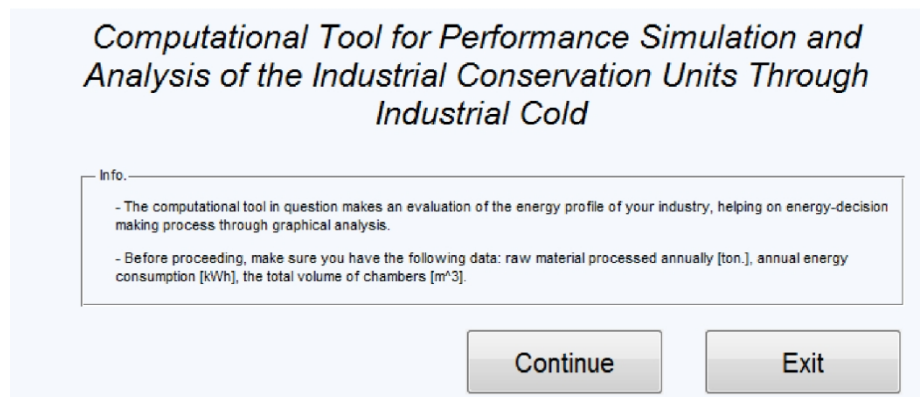 Computational Tool for Performance Simulation and
Analysis of the Industrial Conservation Units Through
Industrial Cold
Info.
- The computational tool in question makes an evaluation of the energy profile of your industry, helping on energy-decision
making process through graphical analysis.
- Before proceeding, make sure you have the following data: raw material processed annually [ton.], annual energy
consumption [kWh], the total volume of chambers [m^3].
Continue Exit